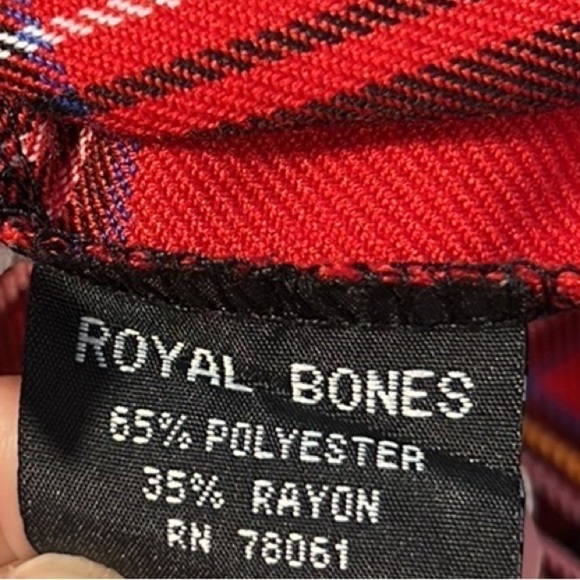 ROYAL BONES
65% POLYESTER
35% RAYON
RN 78061